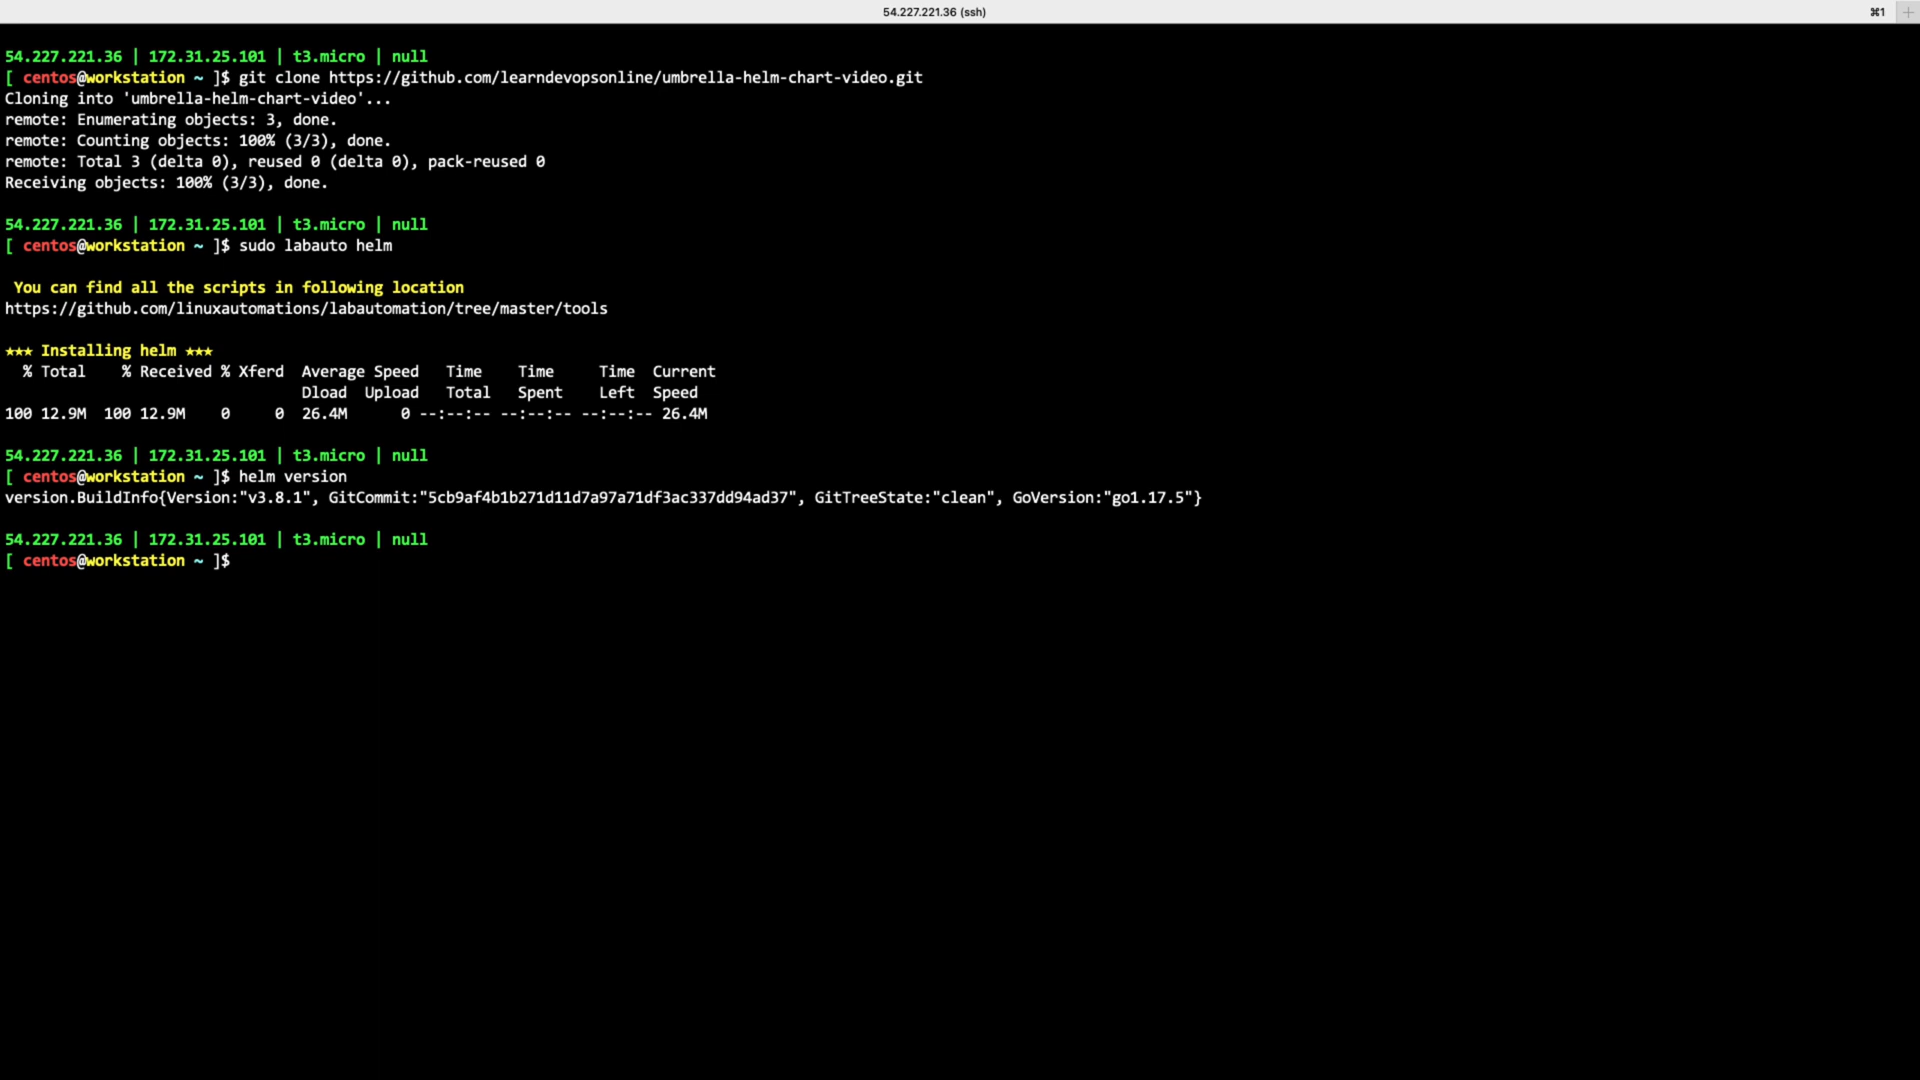 54.227.221.36 (ssh)
⌘1
54.227.221.36 | 172.31.25.101 | t3.micro | null
[ centos@workstation ~ ]$ git clone https://github.com/learndevopsonline/umbrella-helm-chart-video.git
Cloning into 'umbrella-helm-chart-video'...
remote: Enumerating objects: 3, done.
remote: Counting objects: 100% (3/3), done.
remote: Total 3 (delta 0), reused 0 (delta 0), pack-reused 0
Receiving objects: 100% (3/3), done.
54.227.221.36 | 172.31.25.101 | t3.micro | null
[ centos@workstation ~ ]$ sudo labauto helm
You can find all the scripts in following location
https://github.com/linuxautomations/labautomation/tree/master/tools
★★★ Installing helm ★★★
% Total    % Received % Xferd  Average Speed   Time    Time     Time  Current
Dload  Upload   Total   Spent    Left  Speed
100 12.9M  100 12.9M    0     0  26.4M      0 --:--:-- --:--:-- --:--:-- 26.4M
54.227.221.36 | 172.31.25.101 | t3.micro | null
[ centos@workstation ~ ]$ helm version
version.BuildInfo{Version:"v3.8.1", GitCommit:"5cb9af4b1b271d11d7a97a71df3ac337dd94ad37", GitTreeState:"clean", GoVersion:"go1.17.5"}
54.227.221.36 | 172.31.25.101 | t3.micro | null
[ centos@workstation ~ ]$